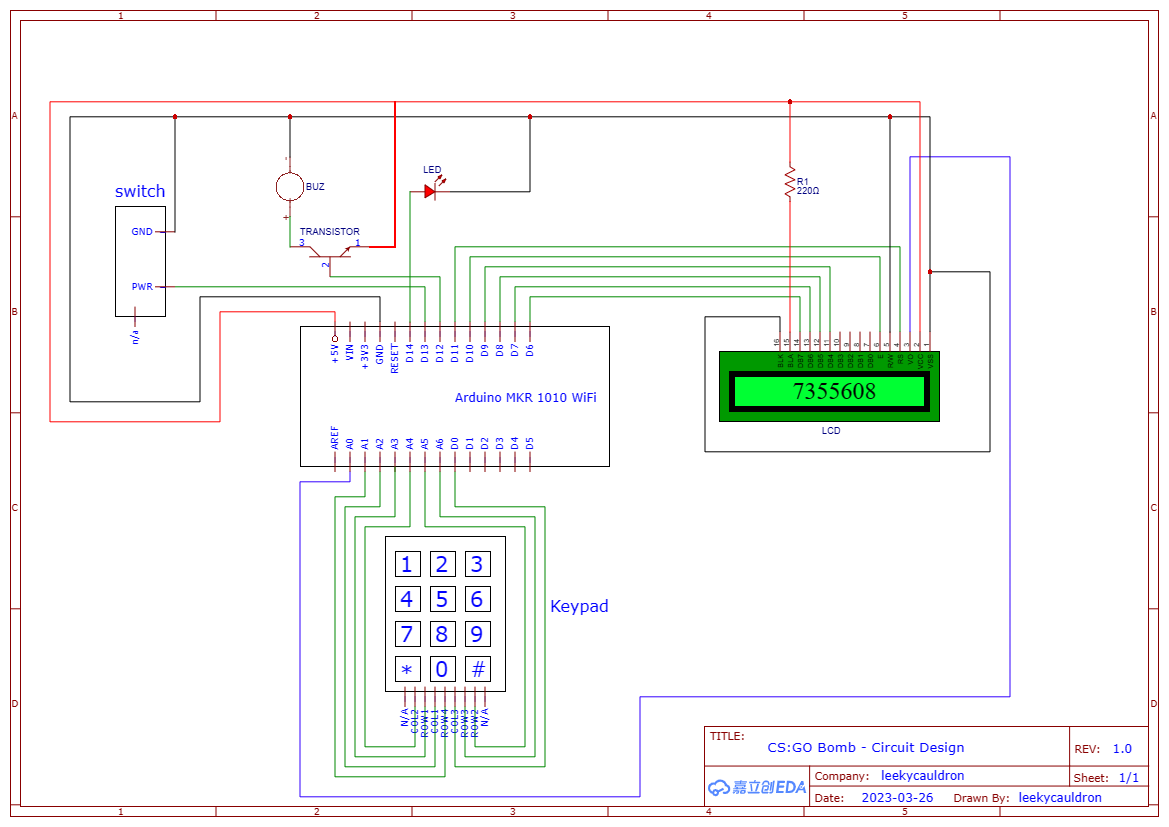 1 2 3 4 5
A A
B B
C C
D D
1 2 3 4 5
switch
GND
PWR
n/a
-
BUZ
+
TRANSISTOR
3 1
2
LED
R1
220Ω
+5V VIN +3V3 GND RESET D14 D13 D12 D11 D10 D9 D8 D7 D6
Arduino MKR 1010 WiFi
AREF A0 A1 A2 A3 A4 A5 A6 D0 D1 D2 D3 D4 D5
16 15 14 13 12 11 10 9 8 7 6 5 4 3 2 1
BLK BLA DB7 DB6 DB5 DB4 DB3 DB2 DB1 DB0 E R/W RS VO VCC VSS
7355608
LCD
1 2 3
4 5 6
7 8 9
* 0 #
Keypad
N/A COL2 ROW1 COL1 ROW4 COL3 ROW3 ROW2 N/A
TITLE:
CS:GO Bomb - Circuit Design
REV: 1.0
嘉立创EDA
Company: leekycauldron
Sheet: 1/1
Date: 2023-03-26 Drawn By: leekycauldron